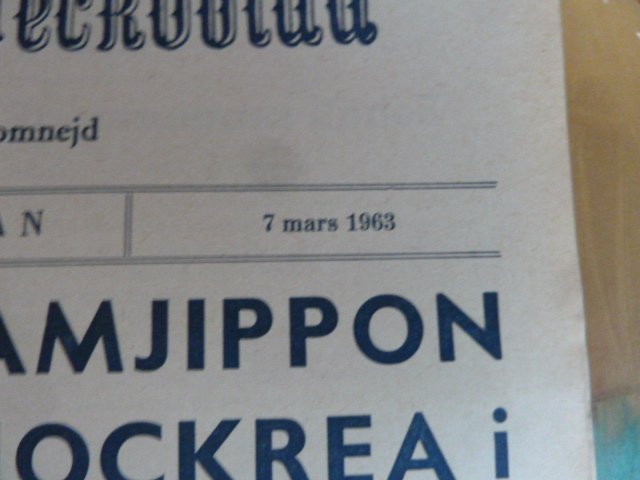 omnejd
7 mars 1963
AMJIPPON
OCKREA i